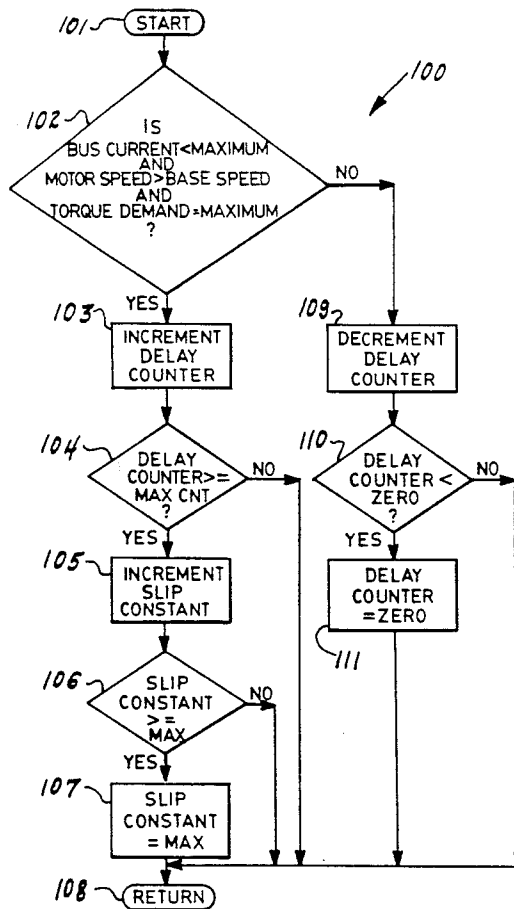 101
START
100
102
IS
BUS CURRENT<MAXIMUM
AND
MOTOR SPEED>BASE SPEED
AND
TORQUE DEMAND=MAXIMUM
?
NO
YES
103
INCREMENT
DELAY
COUNTER
109
DECREMENT
DELAY
COUNTER
104
DELAY
COUNTER>=
MAX CNT
?
NO
YES
110
DELAY
COUNTER<
ZERO
?
NO
YES
105
INCREMENT
SLIP
CONSTANT
DELAY
COUNTER
=ZERO
111
106
SLIP
CONSTANT
>=
MAX
NO
YES
107
SLIP
CONSTANT
=MAX
108
RETURN